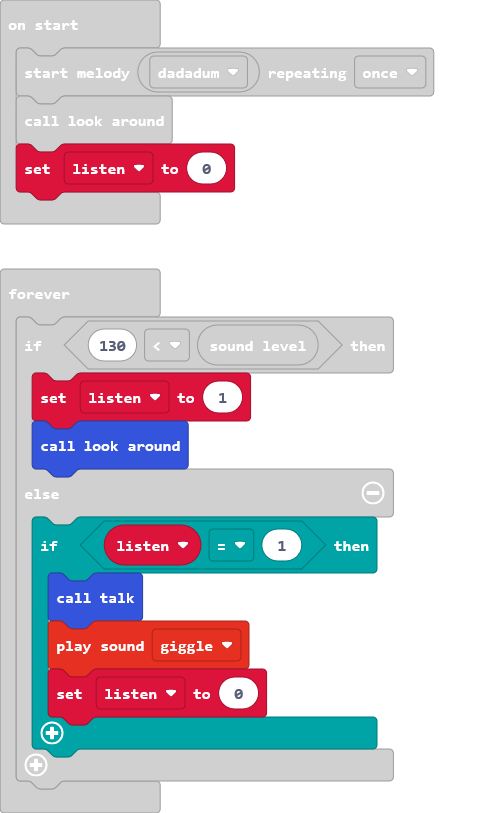 on start
start melody dadadum repeating once
call look around
set listen to 0
forever
if 130 < sound level then
set listen to 1
call look around
else
if listen = 1 then
call talk
play sound giggle
set listen to 0